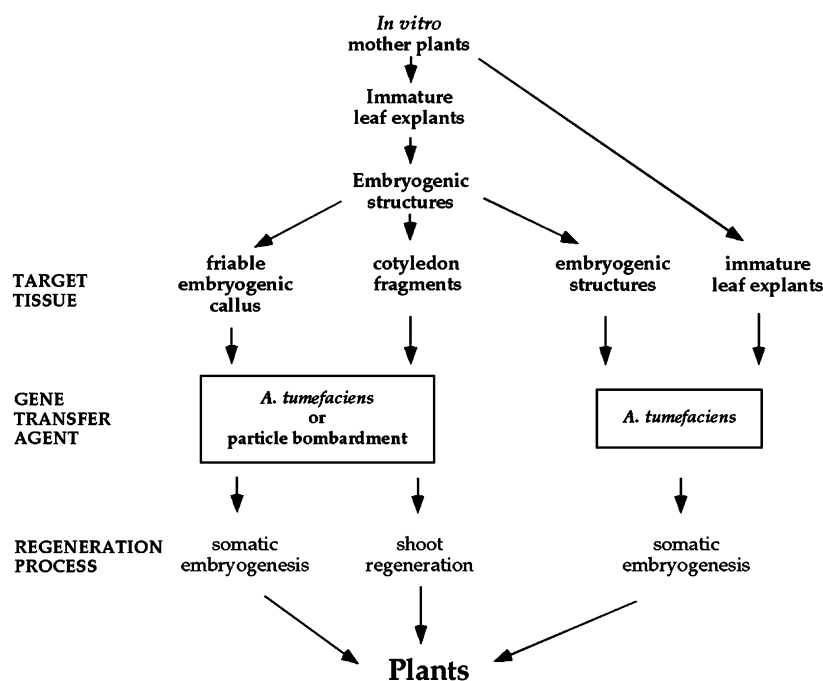 In vitro
mother plants
Immature
leaf explants
Embryogenic
structures
TARGET
TISSUE
friable
embryogenic
callus
cotyledon
fragments
embryogenic
structures
immature
leaf explants
GENE
TRANSFER
AGENT
A. tumefaciens
or
particle bombardment
A. tumefaciens
REGENERATION
PROCESS
somatic
embryogenesis
shoot
regeneration
somatic
embryogenesis
Plants